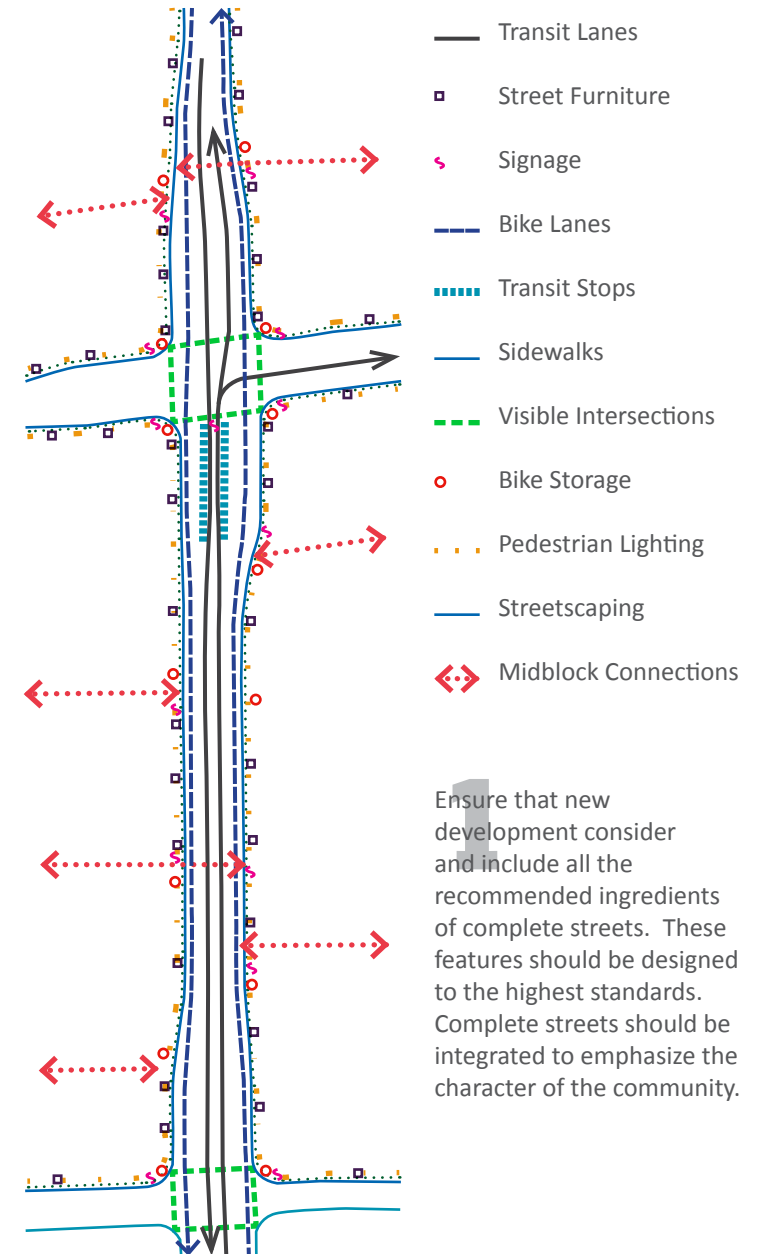 Transit Lanes
Street Furniture
Signage
Bike Lanes
Transit Stops
Sidewalks
Visible Intersections
Bike Storage
Pedestrian Lighting
Streetscaping
Midblock Connections
1
Ensure that new
development consider
and include all the
recommended ingredients
of complete streets.  These
features should be designed
to the highest standards.
Complete streets should be
integrated to emphasize the
character of the community.